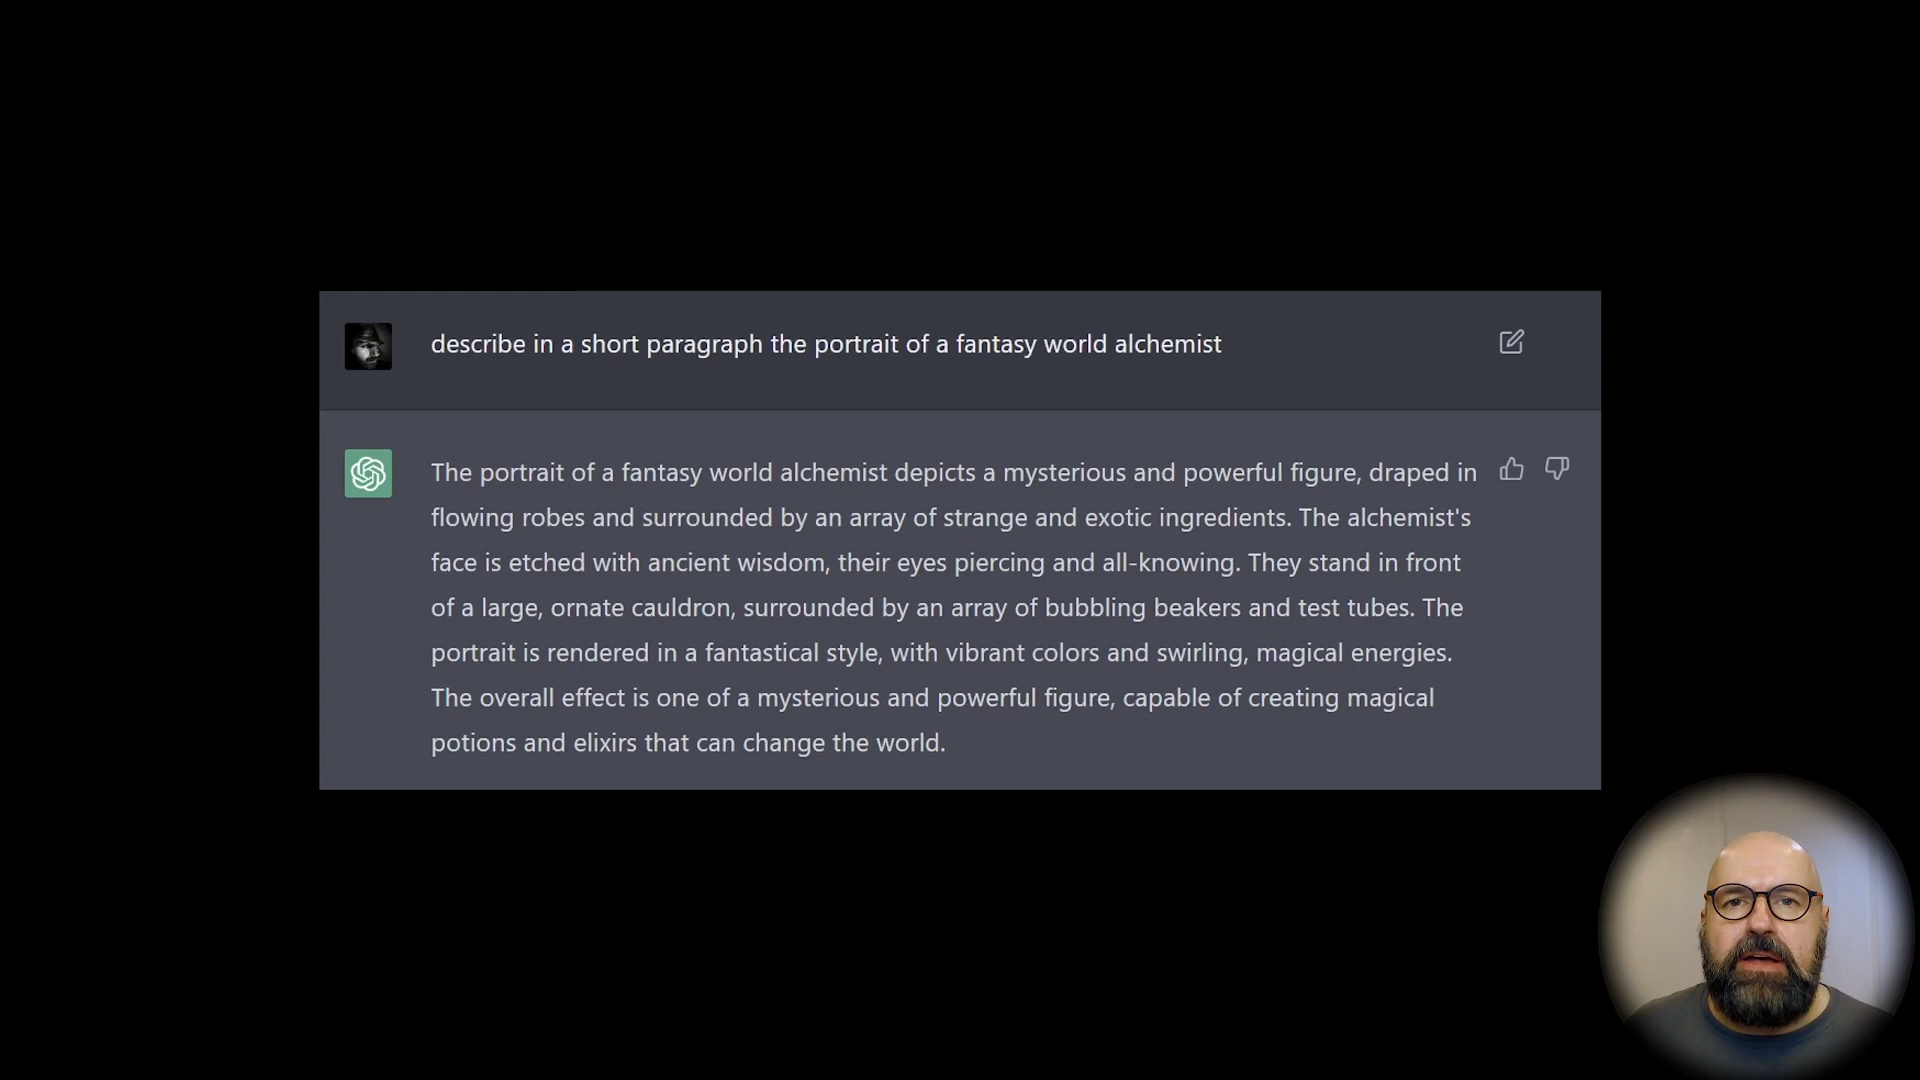 describe in a short paragraph the portrait of a fantasy world alchemist
The portrait of a fantasy world alchemist depicts a mysterious and powerful figure, draped in
flowing robes and surrounded by an array of strange and exotic ingredients. The alchemist's
face is etched with ancient wisdom, their eyes piercing and all-knowing. They stand in front
of a large, ornate cauldron, surrounded by an array of bubbling beakers and test tubes. The
portrait is rendered in a fantastical style, with vibrant colors and swirling, magical energies.
The overall effect is one of a mysterious and powerful figure, capable of creating magical
potions and elixirs that can change the world.